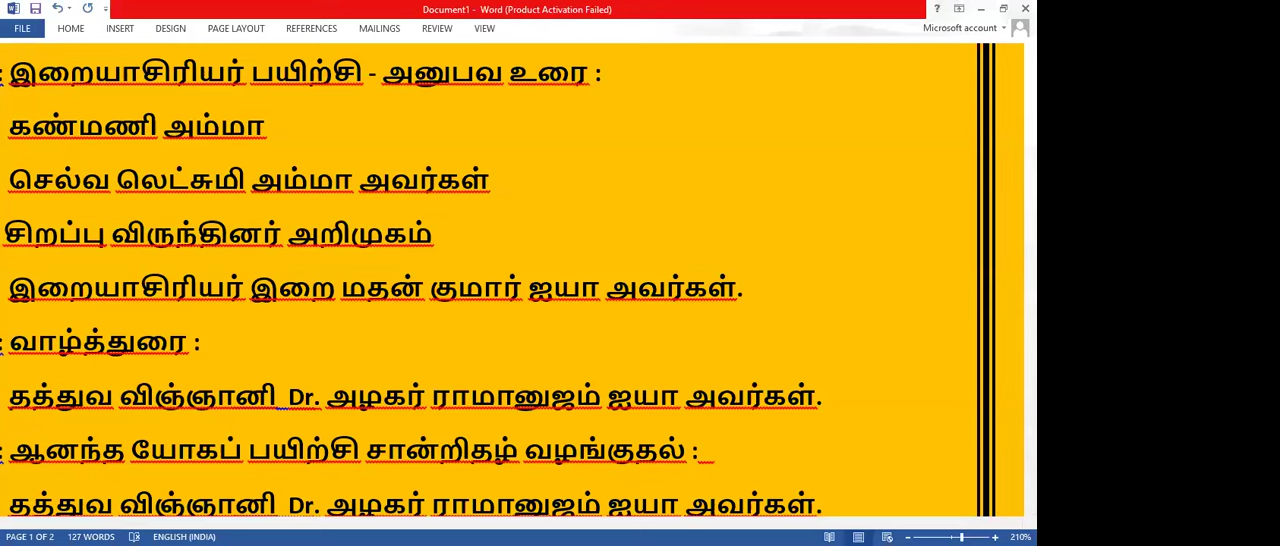 Document1 - Word (Product Activation Failed)
?
FILE HOME INSERT DESIGN PAGE LAYOUT REFERENCES MAILINGS REVIEW VIEW Microsoft account
: இறையாசிரியர் பயிற்சி - அனுபவ உரை :
கண்மணி அம்மா
செல்வ லெட்சுமி அம்மா அவர்கள்
சிறப்பு விருந்தினர் அறிமுகம்
இறையாசிரியர் இறை மதன் குமார் ஐயா அவர்கள்.
: வாழ்த்துரை :
தத்துவ விஞ்ஞானி Dr. அழகர் ராமானுஜம் ஐயா அவர்கள்.
: ஆனந்த யோகப் பயிற்சி சான்றிதழ் வழங்குதல் :
தத்துவ விஞ்ஞானி Dr. அழகர் ராமானுஜம் ஐயா அவர்கள்.
PAGE 1 OF 2 127 WORDS ENGLISH (INDIA) 210%